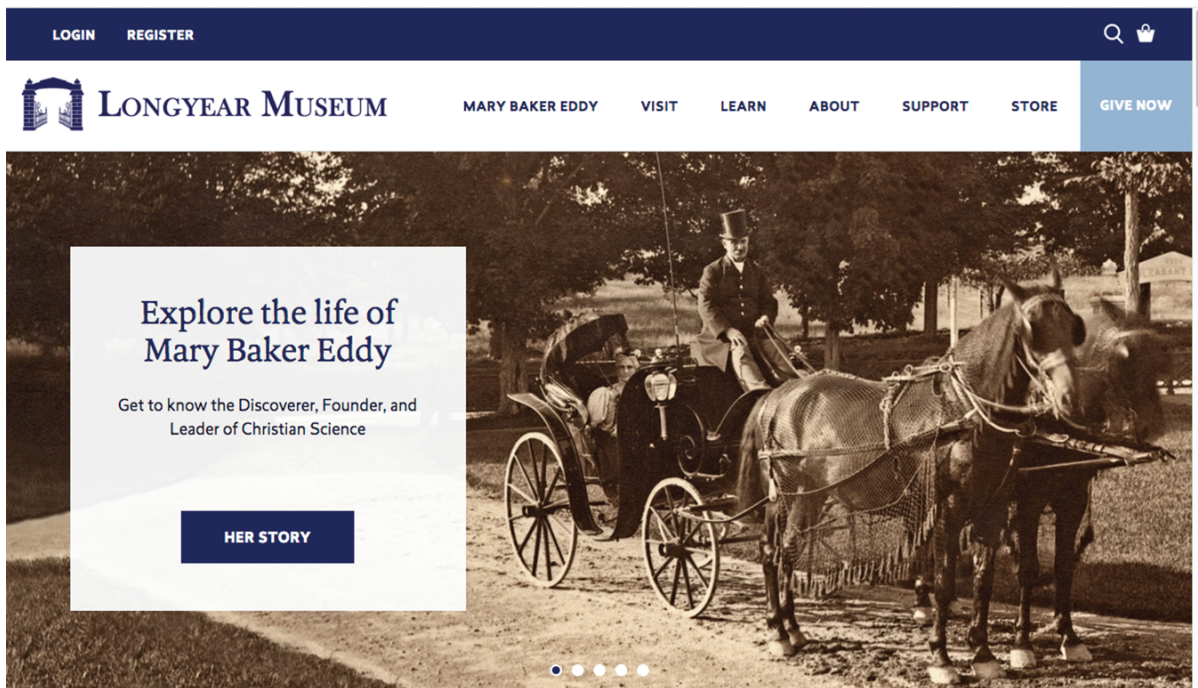 LOGIN REGISTER
LONGYEAR MUSEUM
MARY BAKER EDDY VISIT LEARN ABOUT SUPPORT STORE GIVE NOW
Explore the life of
Mary Baker Eddy
Get to know the Discoverer, Founder, and
Leader of Christian Science
HER STORY